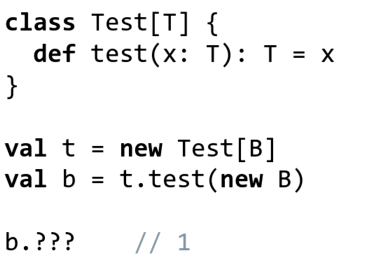 class Test[T] {
  def test(x: T): T = x
}

val t = new Test[B]
val b = t.test(new B)

b.???    // 1